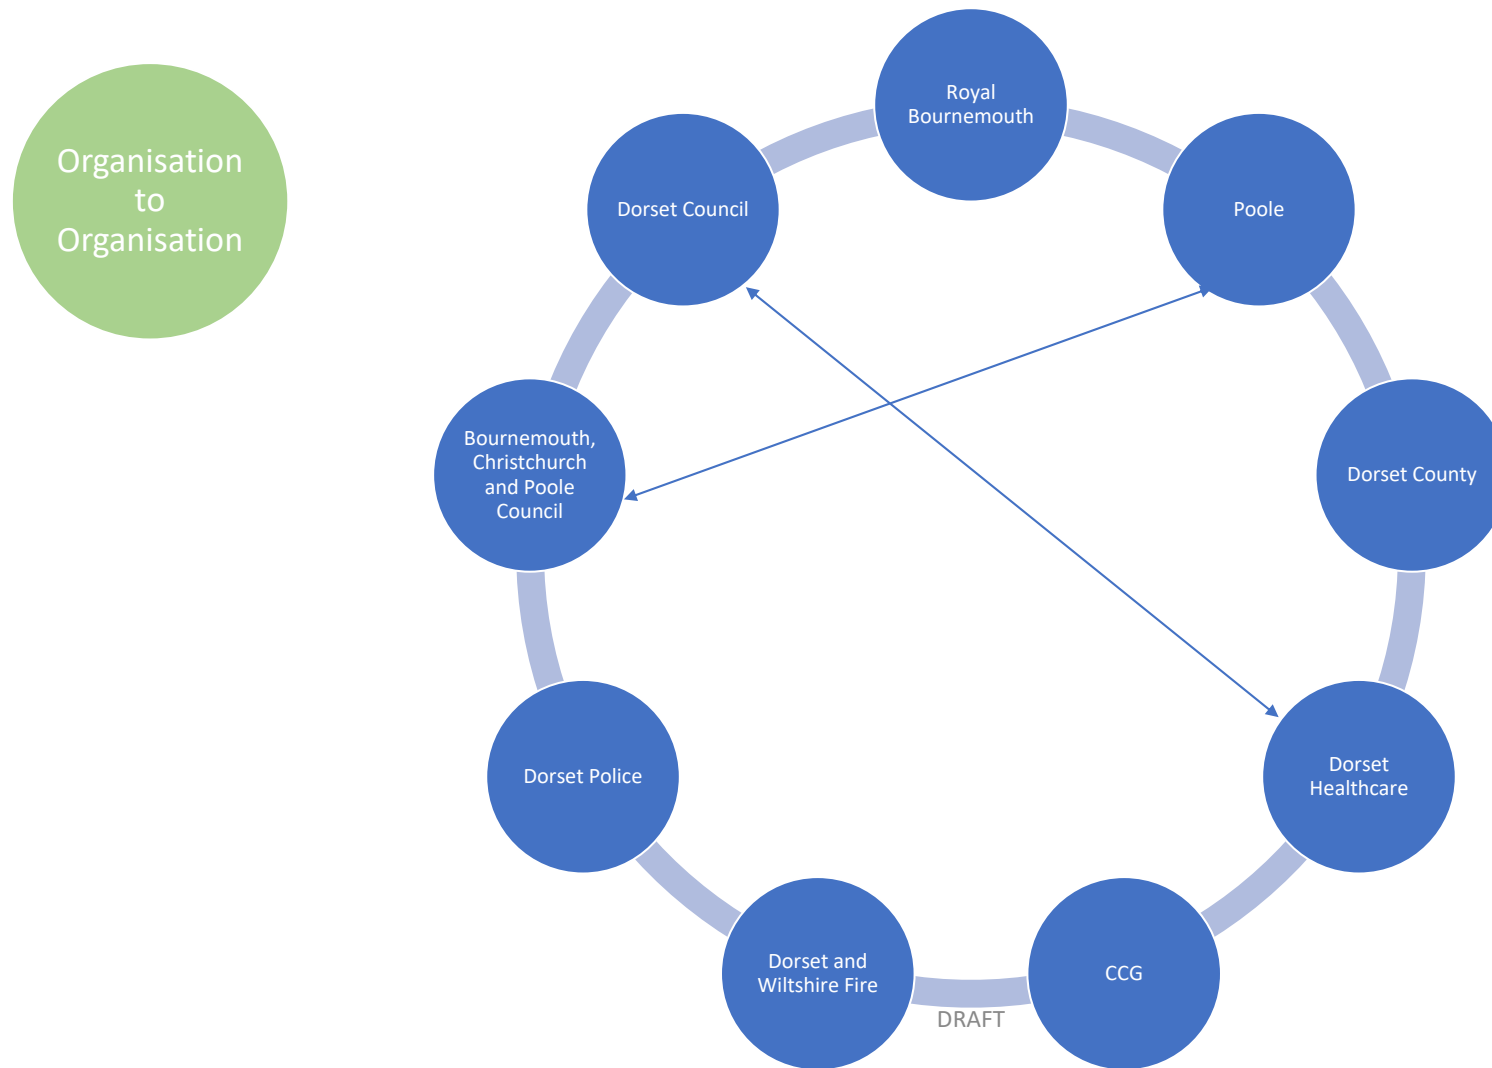 Organisation
to
Organisation
Royal
Bournemouth
Dorset Council
Poole
Bournemouth,
Christchurch
and Poole
Council
Dorset County
Dorset Police
Dorset
Healthcare
Dorset and
Wiltshire Fire
CCG
DRAFT